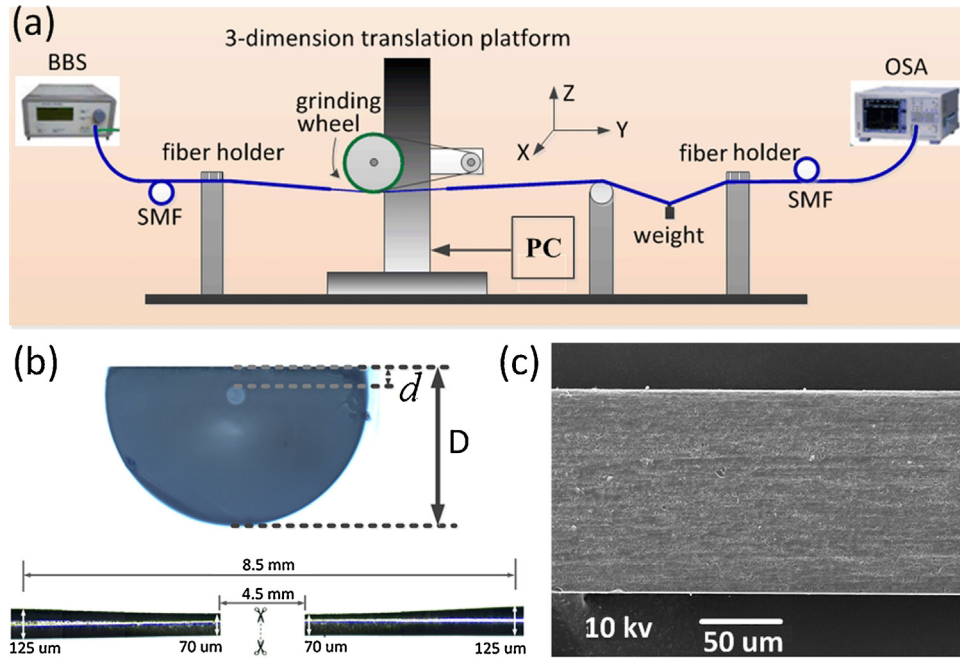 (a)
3-dimension translation platform
BBS
OSA
grinding
wheel
Z
Y
X
fiber holder
fiber holder
SMF
SMF
weight
PC
(b)
d
D
(c)
8.5 mm
4.5 mm
125 um
70 um
70 um
125 um
10 kv
50 um